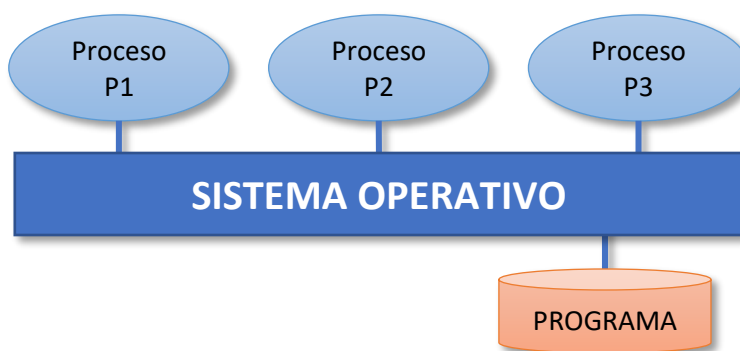 Proceso
P1
Proceso
P2
Proceso
P3
SISTEMA OPERATIVO
PROGRAMA